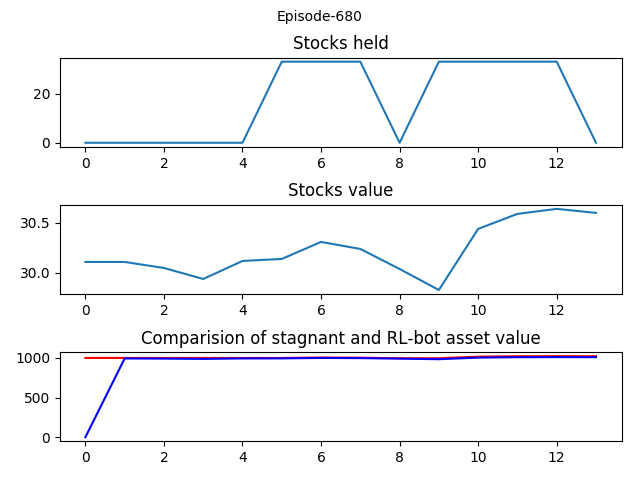 Episode-680
Stocks held
20
0
0 2 4 6 8 10 12
Stocks value
30.5
30.0
0 2 4 6 8 10 12
Comparision of stagnant and RL-bot asset value
1000
500
0
0 2 4 6 8 10 12